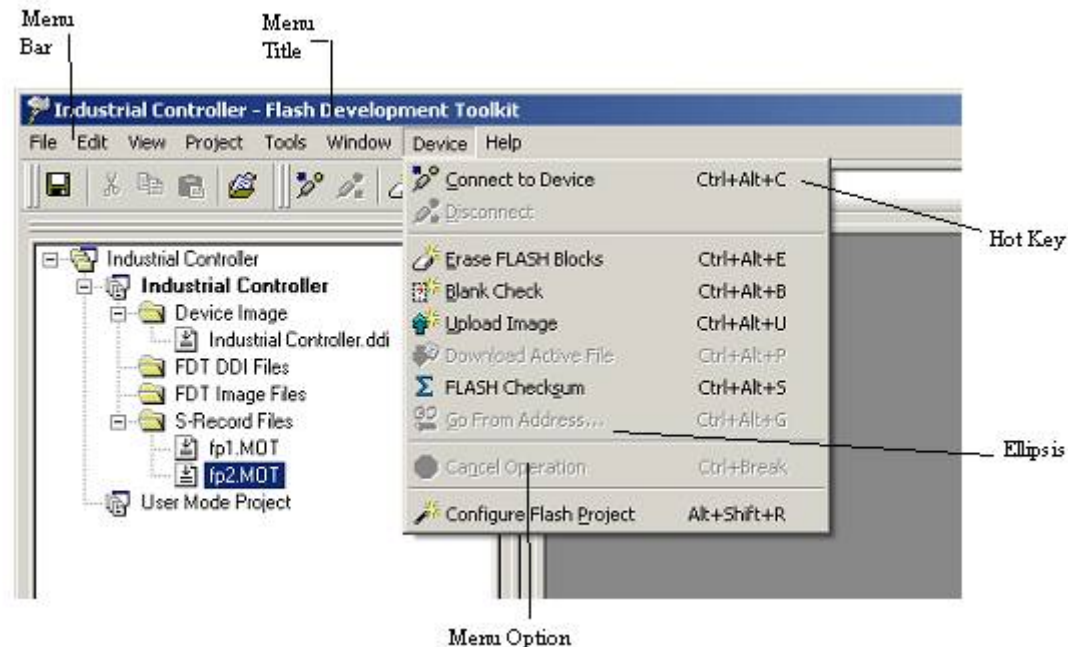 Menu
Bar
Menu
Title
Industrial Controller - Flash Development Toolkit
File Edit View Project Tools Window Device Help
Connect to Device Ctrl+Alt+C
Disconnect
Hot Key
Erase FLASH Blocks Ctrl+Alt+E
Blank Check Ctrl+Alt+B
Upload Image Ctrl+Alt+U
Download Active File Ctrl+Alt+P
FLASH Checksum Ctrl+Alt+S
Go From Address... Ctrl+Alt+G
Ellipsis
Cancel Operation Ctrl+Break
Configure Flash Project Alt+Shift+R
Industrial Controller
Industrial Controller
Device Image
Industrial Controller.ddi
FDT DDI Files
FDT Image Files
S-Record Files
fp1.MOT
fp2.MOT
User Mode Project
Menu Option